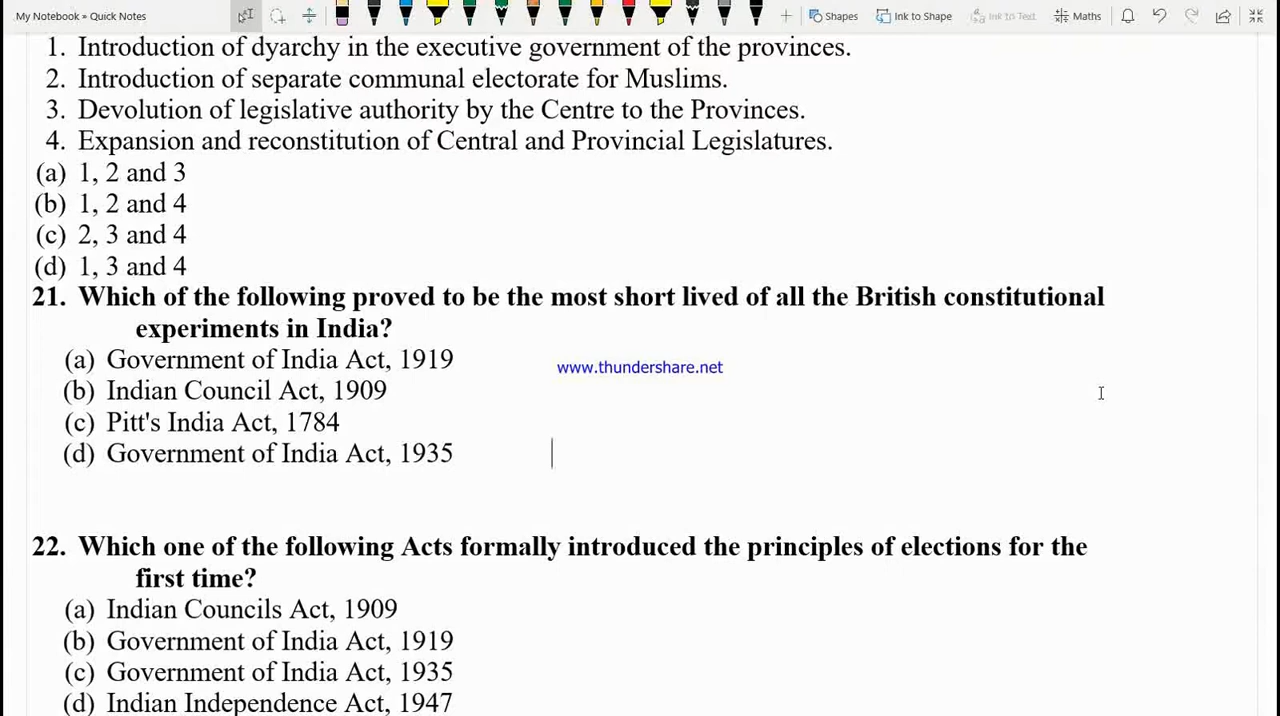 My Notebook » Quick Notes
Shapes
Ink to Shape
Ink to Text
Maths
1. Introduction of dyarchy in the executive government of the provinces.
2. Introduction of separate communal electorate for Muslims.
3. Devolution of legislative authority by the Centre to the Provinces.
4. Expansion and reconstitution of Central and Provincial Legislatures.
(a) 1, 2 and 3
(b) 1, 2 and 4
(c) 2, 3 and 4
(d) 1, 3 and 4
21. Which of the following proved to be the most short lived of all the British constitutional
experiments in India?
(a) Government of India Act, 1919
www.thundershare.net
(b) Indian Council Act, 1909
(c) Pitt's India Act, 1784
(d) Government of India Act, 1935
22. Which one of the following Acts formally introduced the principles of elections for the
first time?
(a) Indian Councils Act, 1909
(b) Government of India Act, 1919
(c) Government of India Act, 1935
(d) Indian Independence Act, 1947